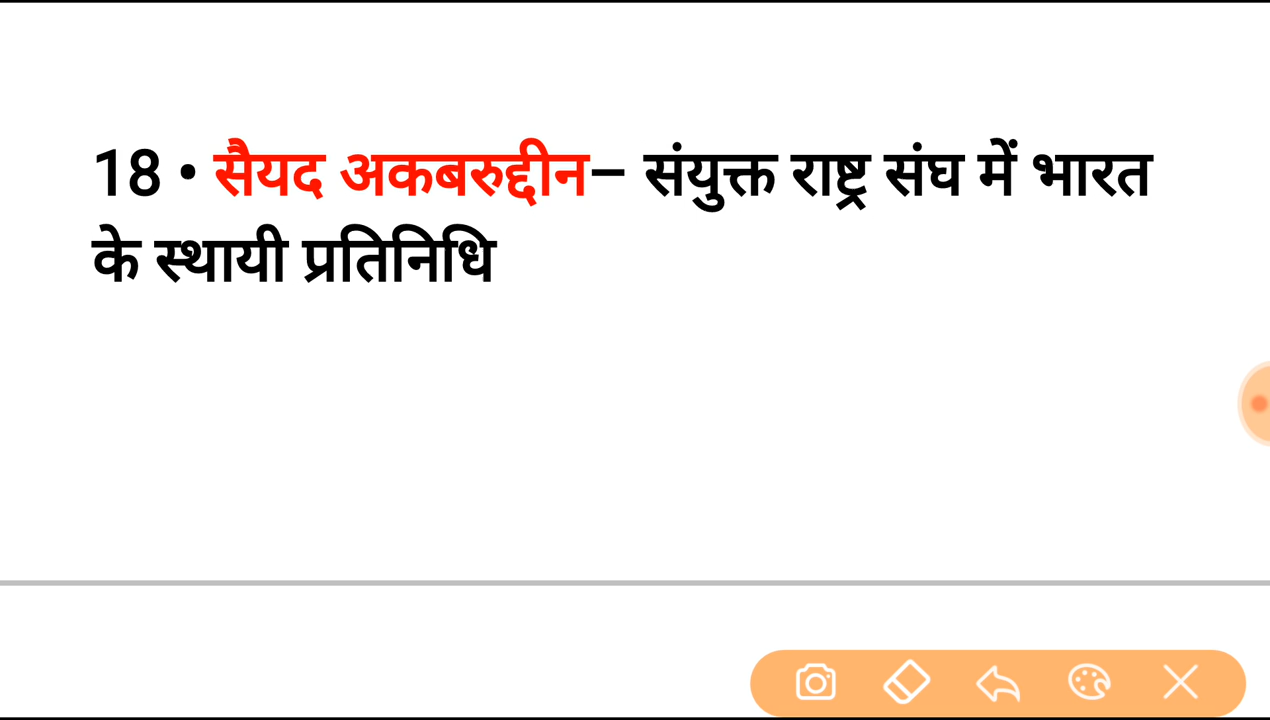 18 • सैयद अकबरुद्दीन– संयुक्त राष्ट्र संघ में भारत
के स्थायी प्रतिनिधि